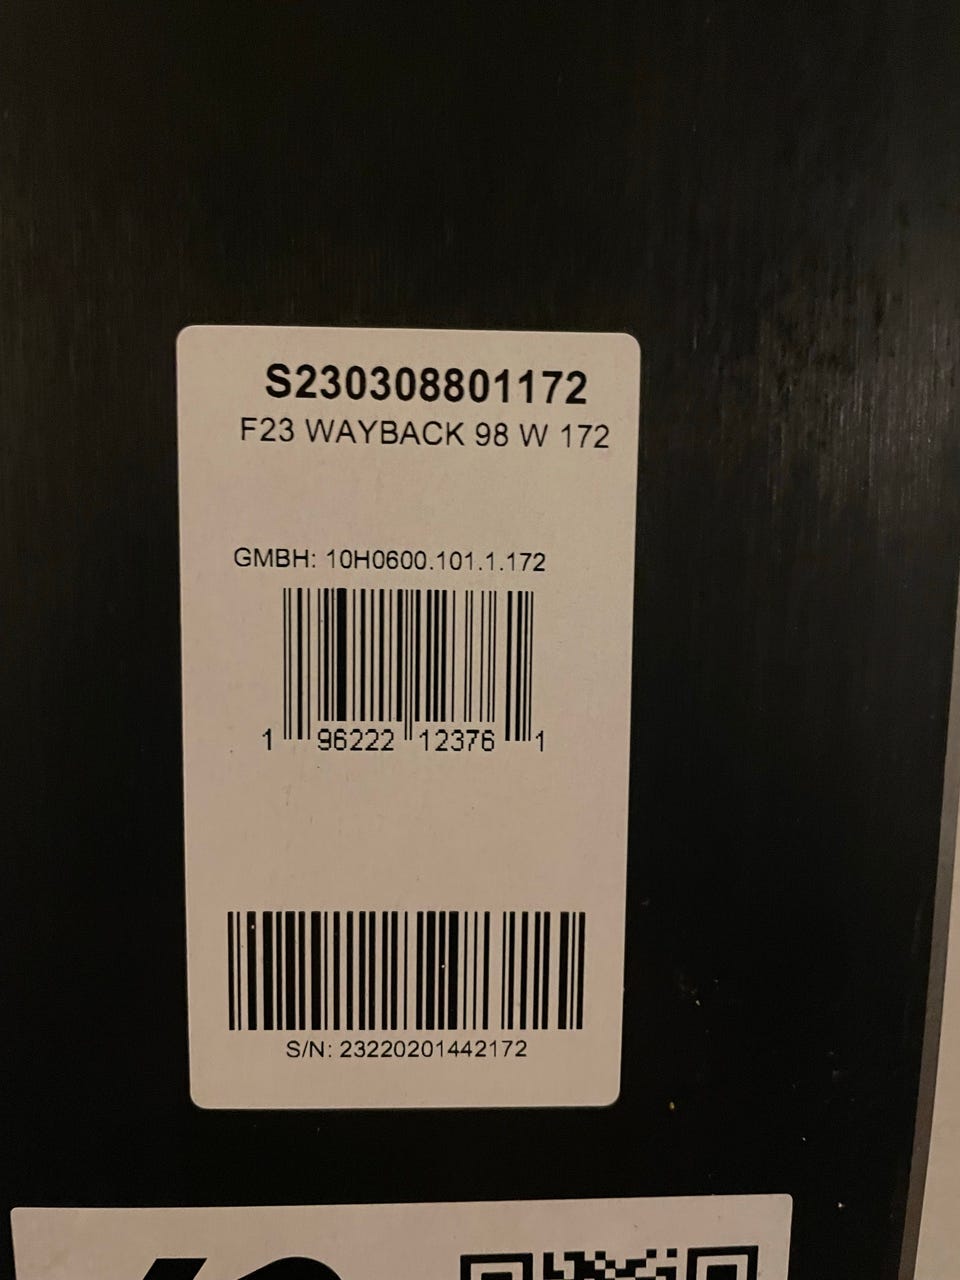 S230308801172
F23 WAYBACK 98 W 172
GMBH: 10H0600.101.1.172
1 96222 12376 1
S/N: 23220201442172